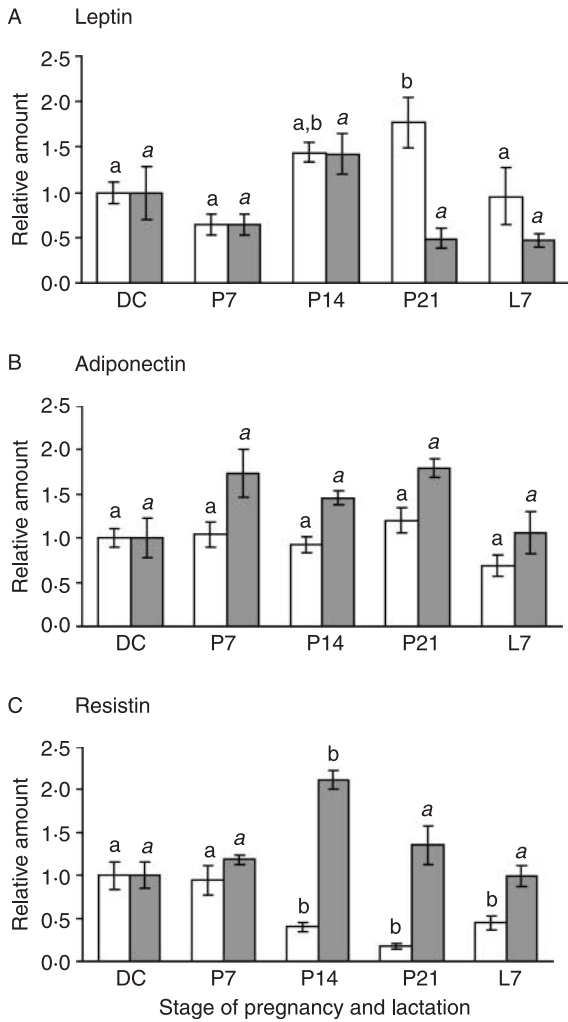 A Leptin
Relative amount
2·5
2·0
1·5
1·0
0·5
0·0
a a a a a,b a b a a a
DC P7 P14 P21 L7
B Adiponectin
Relative amount
2·5
2·0
1·5
1·0
0·5
0·0
a a a a a a a a a a
DC P7 P14 P21 L7
C Resistin
Relative amount
2·5
2·0
1·5
1·0
0·5
0·0
a a a a b b b a b a
DC P7 P14 P21 L7
Stage of pregnancy and lactation